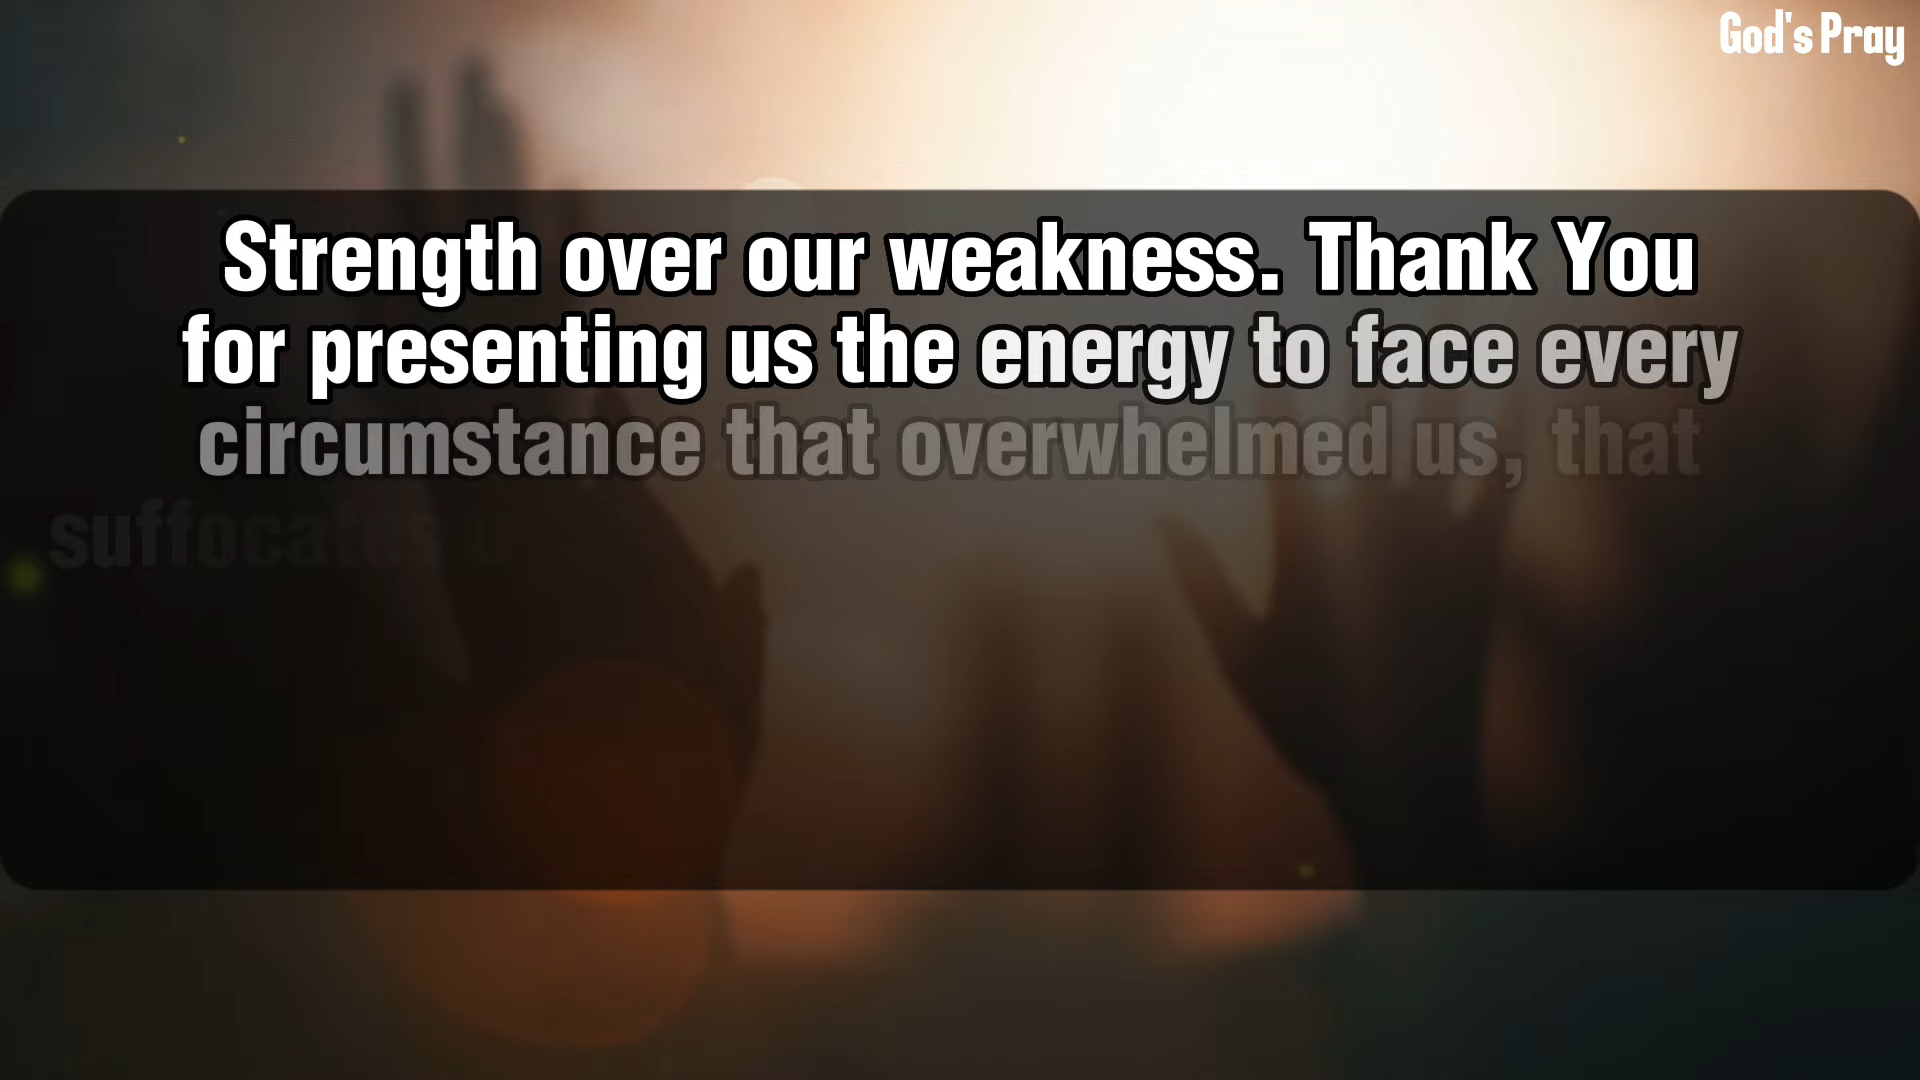 God's Pray
Strength over our weakness. Thank You
for presenting us the energy to face every
circumstance that overwhelmed us, that
suffocates u